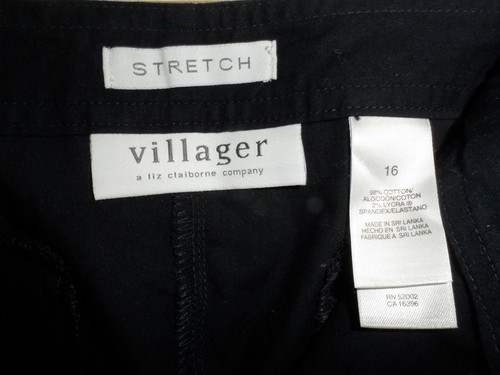 STRETCH
villager
a liz claiborne company
16
98% COTTON/
ALGODÓN/COTON
2% LYCRA ®
SPANDEX/ELASTANO
MADE IN SRI LANKA
HECHO EN SRI LANKA
FABRIQUE A SRI LANKA
RN 52002
CA 16396